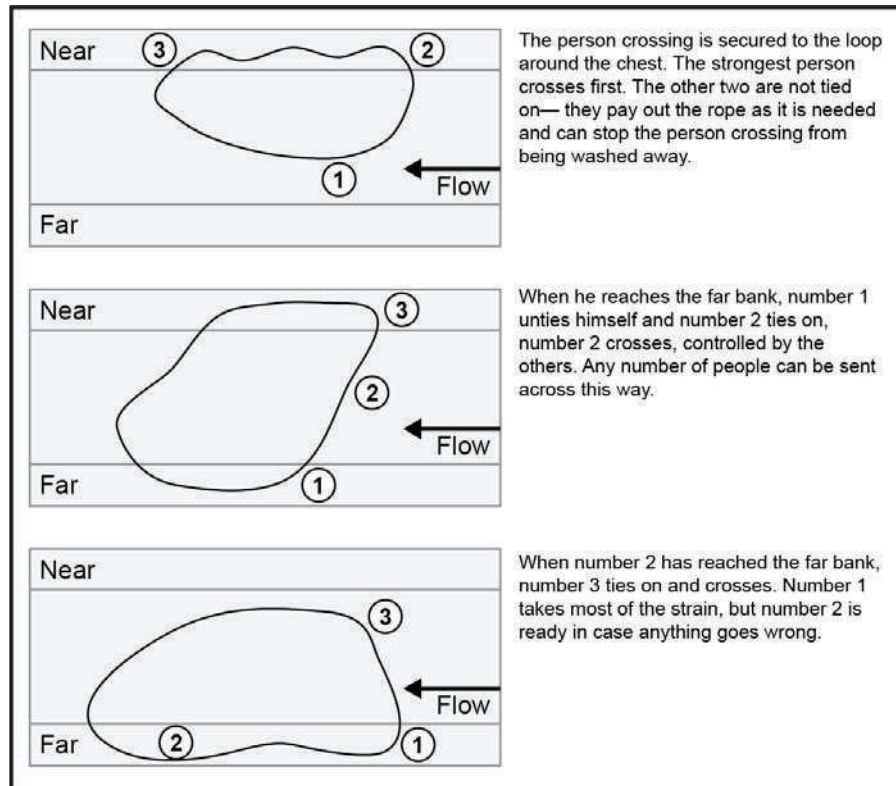 Near
3
2
1
Flow
Far
The person crossing is secured to the loop
around the chest. The strongest person
crosses first. The other two are not tied
on— they pay out the rope as it is needed
and can stop the person crossing from
being washed away.
Near
3
2
Flow
Far
1
When he reaches the far bank, number 1
unties himself and number 2 ties on,
number 2 crosses, controlled by the
others. Any number of people can be sent
across this way.
Near
3
Flow
Far
2
1
When number 2 has reached the far bank,
number 3 ties on and crosses. Number 1
takes most of the strain, but number 2 is
ready in case anything goes wrong.